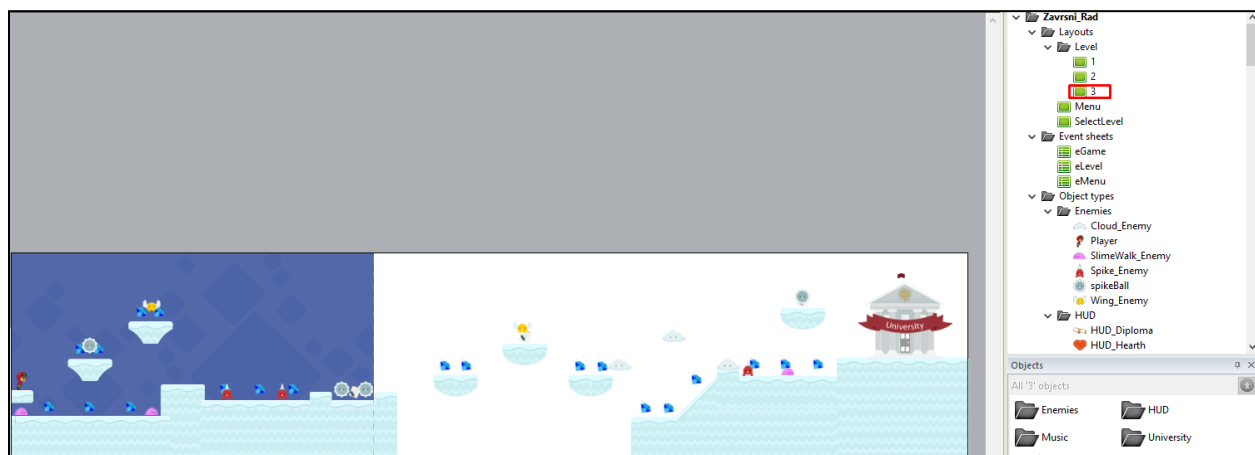 Zavrsni_Rad
Layouts
Level
1
2
3
Menu
SelectLevel
Event sheets
eGame
eLevel
eMenu
Object types
Enemies
Cloud_Enemy
Player
SlimeWalk_Enemy
Spike_Enemy
spikeBall
Wing_Enemy
HUD
HUD_Diploma
HUD_Hearth
University
Objects
All '3' objects
Enemies HUD
Music University